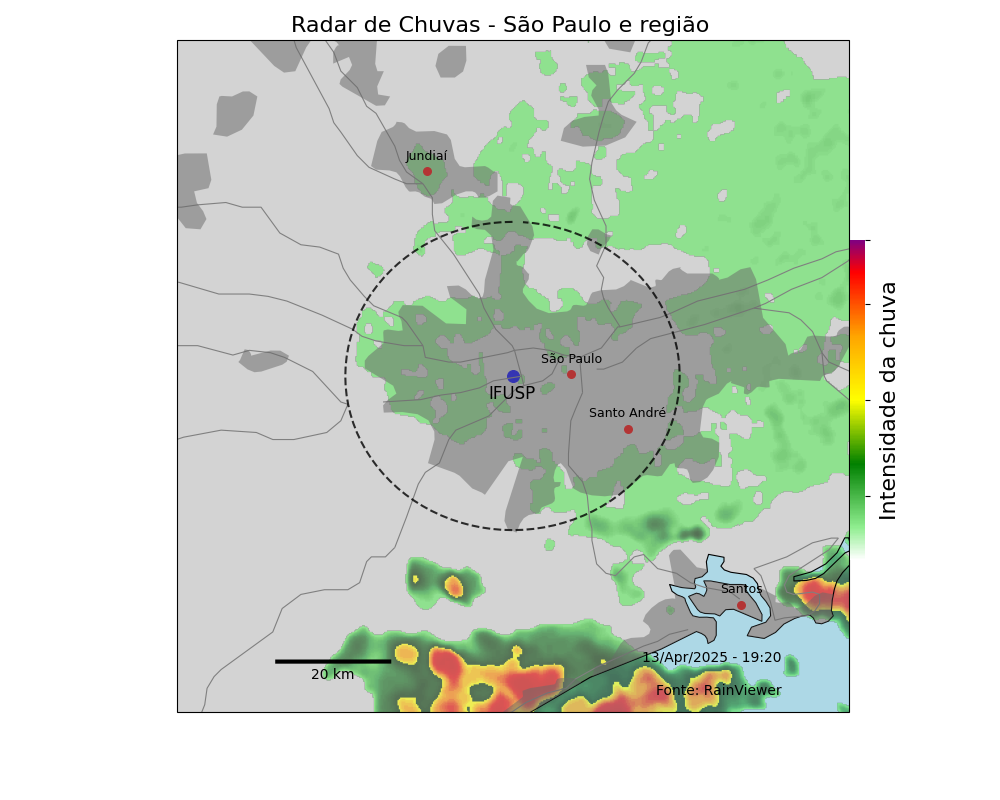 Radar de Chuvas - São Paulo e região
Jundiaí
São Paulo
IFUSP
Santo André
Santos
13/Apr/2025 - 19:20
20 km
Fonte: RainViewer
Intensidade da chuva